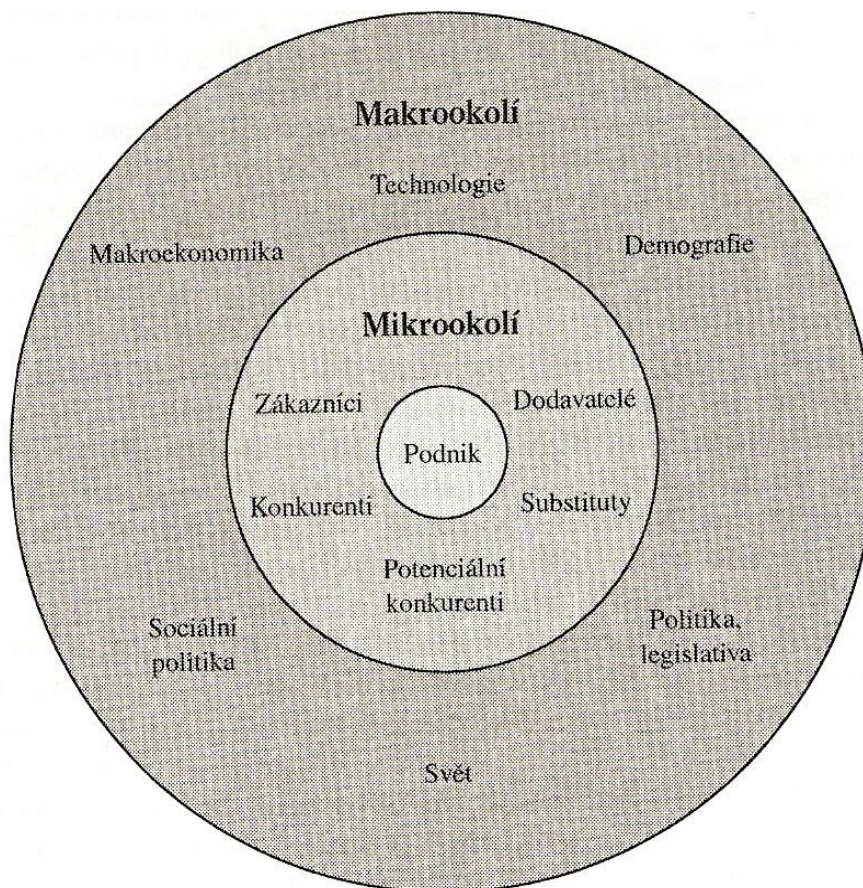 Makrookolí
Technologie
Makroekonomika
Demografie
Mikrookolí
Zákazníci
Dodavatelé
Podnik
Konkurenti
Substituty
Potenciální
konkurenti
Sociální
politika
Politika,
legislativa
Svět